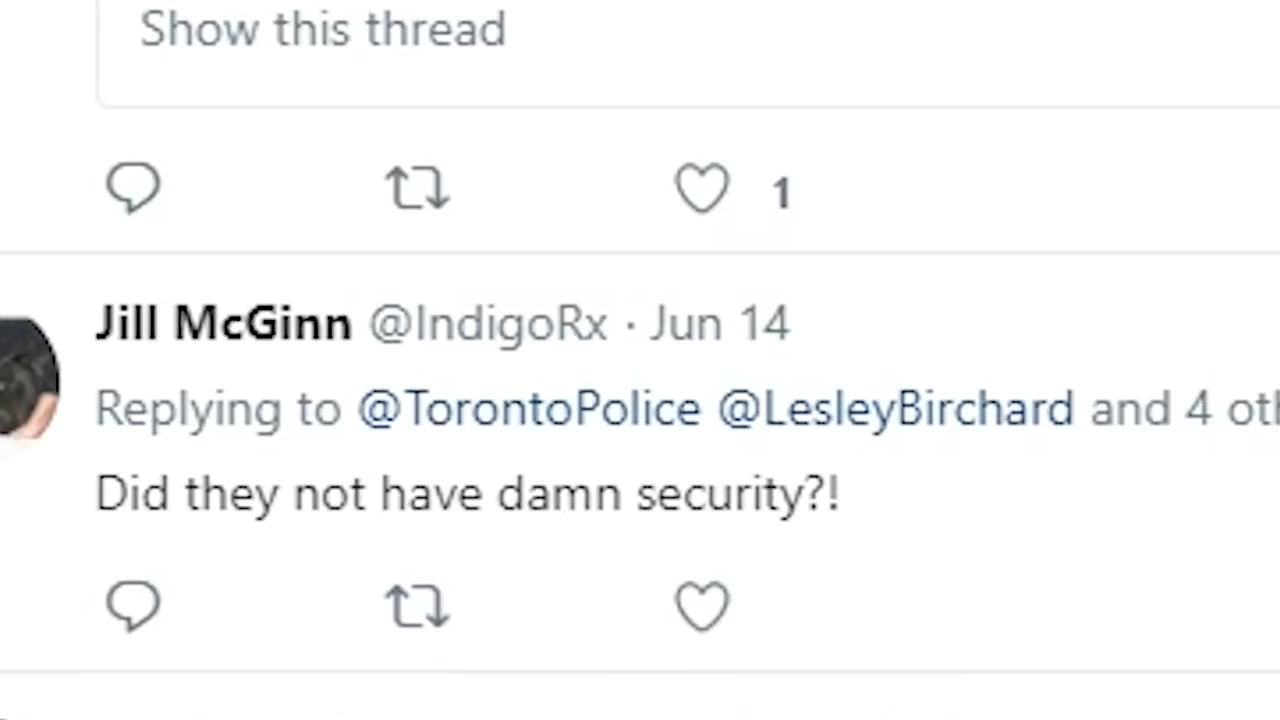 Show this thread
1
Jill McGinn @IndigoRx · Jun 14
Replying to @TorontoPolice @LesleyBirchard and 4 oth
Did they not have damn security?!